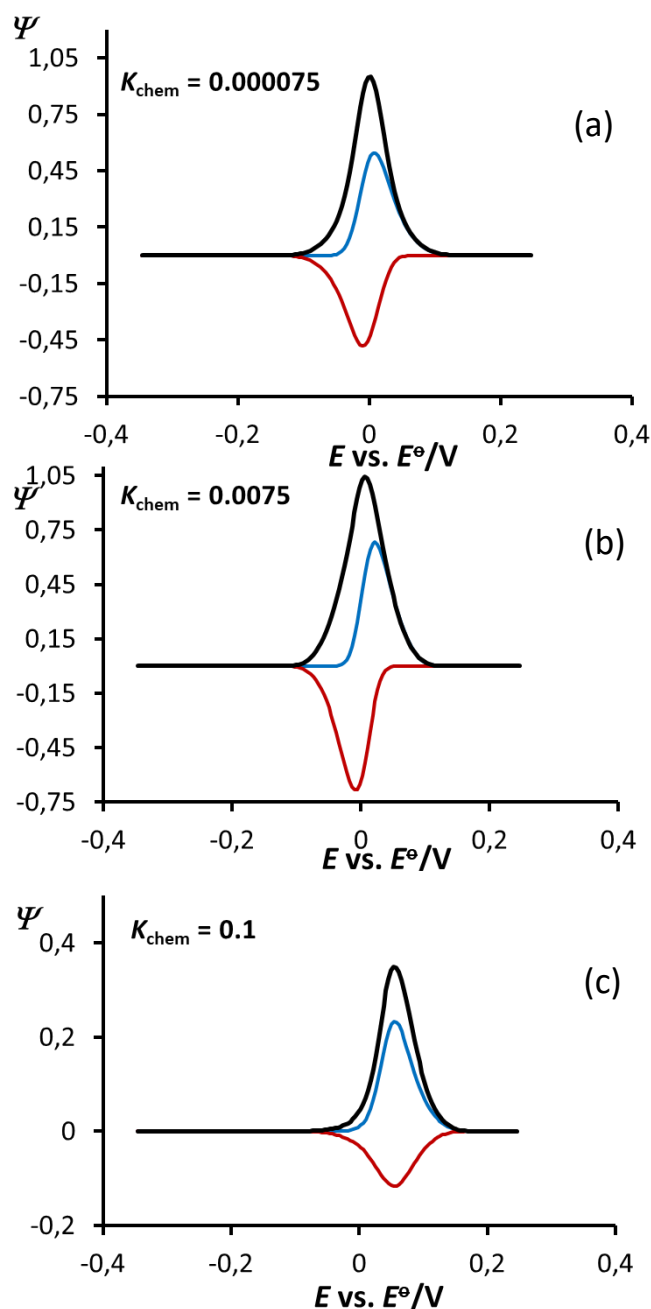 Ψ
1,05
K_chem = 0.000075
0,75
(a)
0,45
0,15
-0,15
-0,45
-0,75
-0,4 -0,2 0 0,2 0,4
E vs. E⊖/V
Ψ
1,05
K_chem = 0.0075
0,75
(b)
0,45
0,15
-0,15
-0,45
-0,75
-0,4 -0,2 0 0,2 0,4
E vs. E⊖/V
Ψ
K_chem = 0.1
0,4
(c)
0,2
0
-0,2
-0,4 -0,2 0 0,2 0,4
E vs. E⊖/V